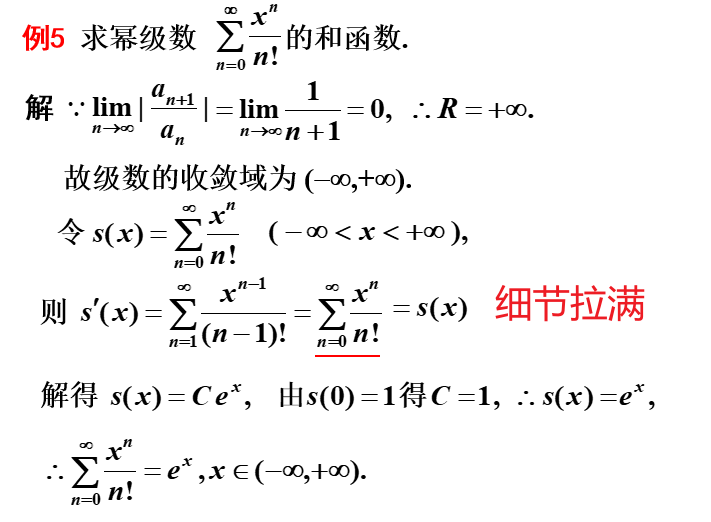 例5 求幂级数 $\sum_{n=0}^{\infty}\frac{x^n}{n!}$ 的和函数.
解 ∵ $\lim_{n\to\infty}|\frac{a_{n+1}}{a_n}|=\lim_{n\to\infty}\frac{1}{n+1}=0$, ∴ $R=+\infty$.
故级数的收敛域为 $(-\infty,+\infty)$.
令 $s(x)=\sum_{n=0}^{\infty}\frac{x^n}{n!}$ $(-\infty<x<+\infty)$,
则 $s'(x)=\sum_{n=1}^{\infty}\frac{x^{n-1}}{(n-1)!}=\sum_{n=0}^{\infty}\frac{x^n}{n!}=s(x)$ 细节拉满
解得 $s(x)=Ce^x$, 由$s(0)=1$得$C=1$, ∴ $s(x)=e^x$,
∴ $\sum_{n=0}^{\infty}\frac{x^n}{n!}=e^x, x\in(-\infty,+\infty)$.